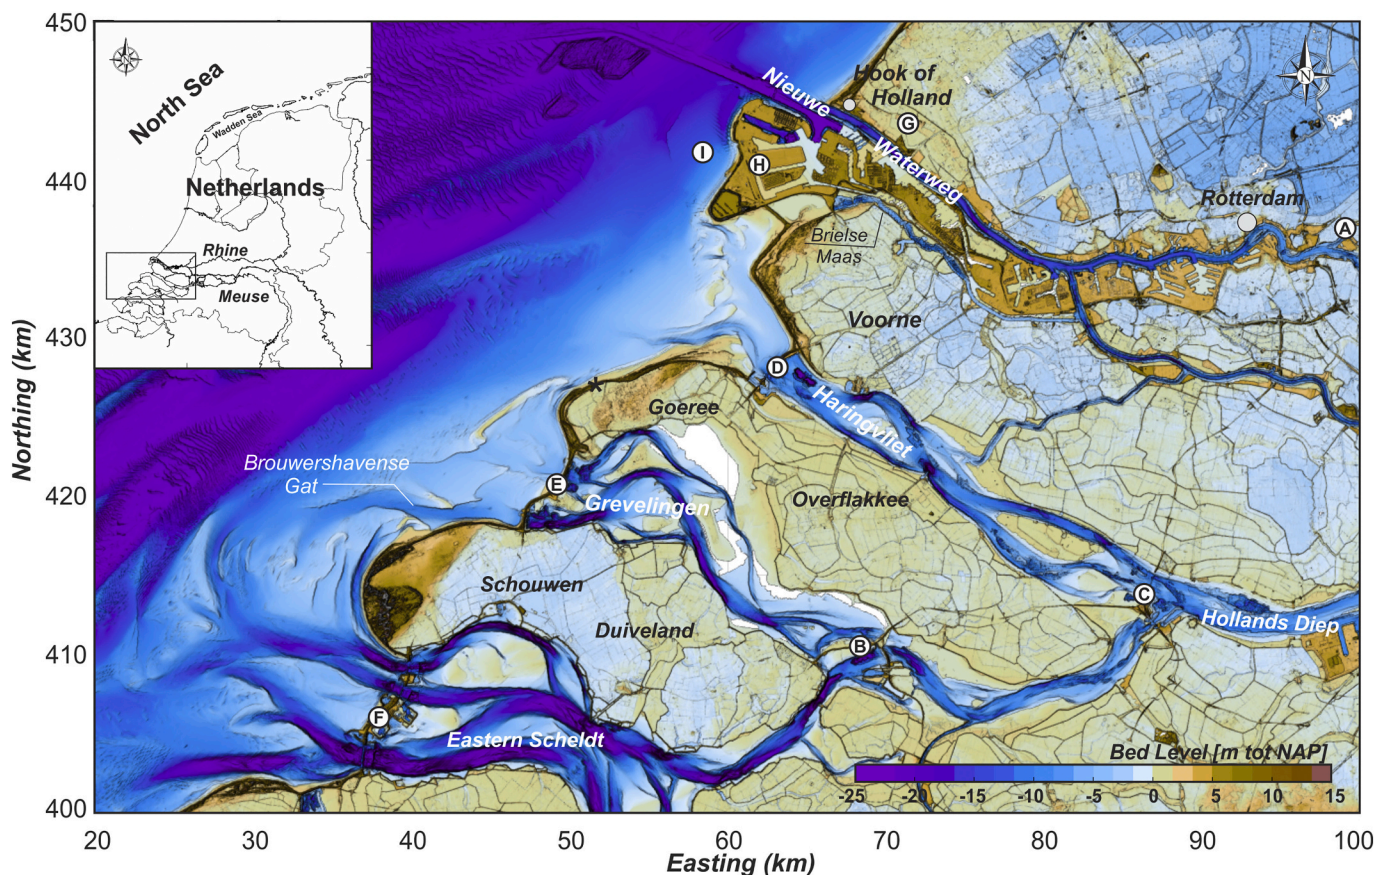 450
440
430
420
410
400
Northing (km)
20
30
40
50
60
70
80
90
100
Easting (km)
N
North Sea
Wadden Sea
Netherlands
Rhine
Meuse
N
Hook of
Holland
Nieuwe
Waterweg
G
I
H
Rotterdam
A
Brielse
Maas
Voorne
D
*
Goeree
Haringvliet
Brouwershavense
Gat
E
Grevelingen
Overflakkee
Schouwen
C
Hollands Diep
Duiveland
B
F
Eastern Scheldt
Bed Level [m tot NAP]
-25 -20 -15 -10 -5 0 5 10 15